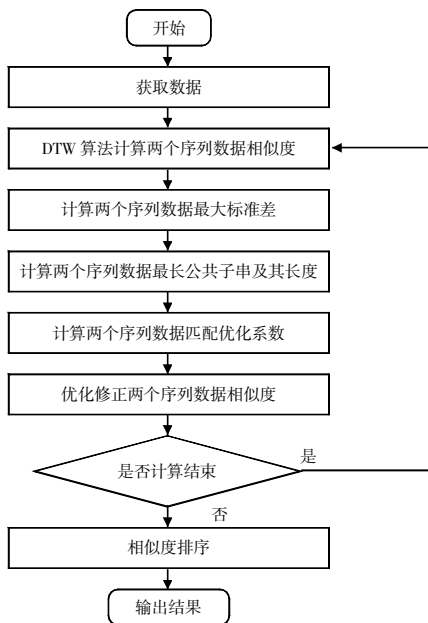 开始
获取数据
DTW 算法计算两个序列数据相似度
计算两个序列数据最大标准差
计算两个序列数据最长公共子串及其长度
计算两个序列数据匹配优化系数
优化修正两个序列数据相似度
是否计算结束
是
否
相似度排序
输出结果